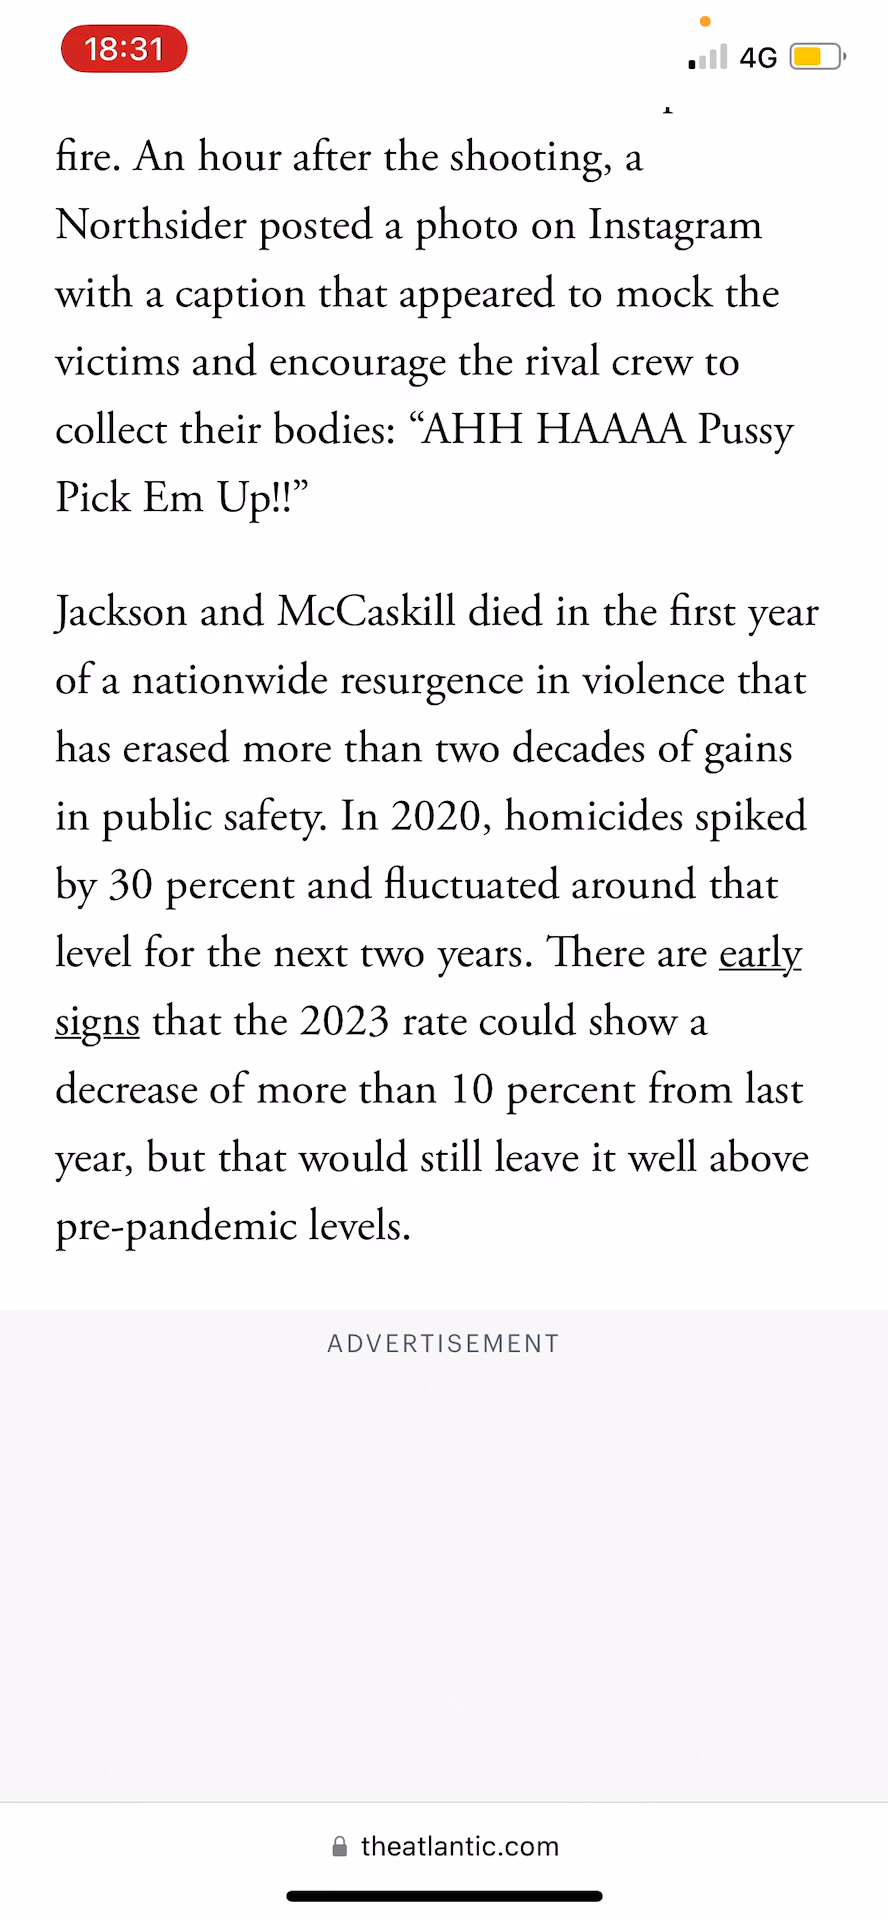 18:31
4G
fire. An hour after the shooting, a
Northsider posted a photo on Instagram
with a caption that appeared to mock the
victims and encourage the rival crew to
collect their bodies: “AHH HAAAA Pussy
Pick Em Up!!”
Jackson and McCaskill died in the first year
of a nationwide resurgence in violence that
has erased more than two decades of gains
in public safety. In 2020, homicides spiked
by 30 percent and fluctuated around that
level for the next two years. There are early
signs that the 2023 rate could show a
decrease of more than 10 percent from last
year, but that would still leave it well above
pre-pandemic levels.
ADVERTISEMENT
theatlantic.com